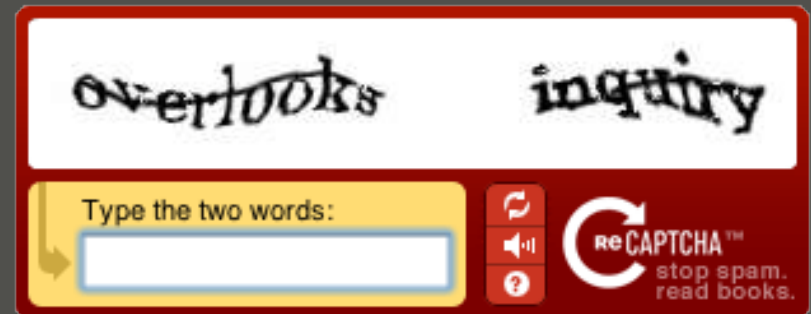 overlooks inquiry
Type the two words:
ReCAPTCHA™
stop spam.
read books.